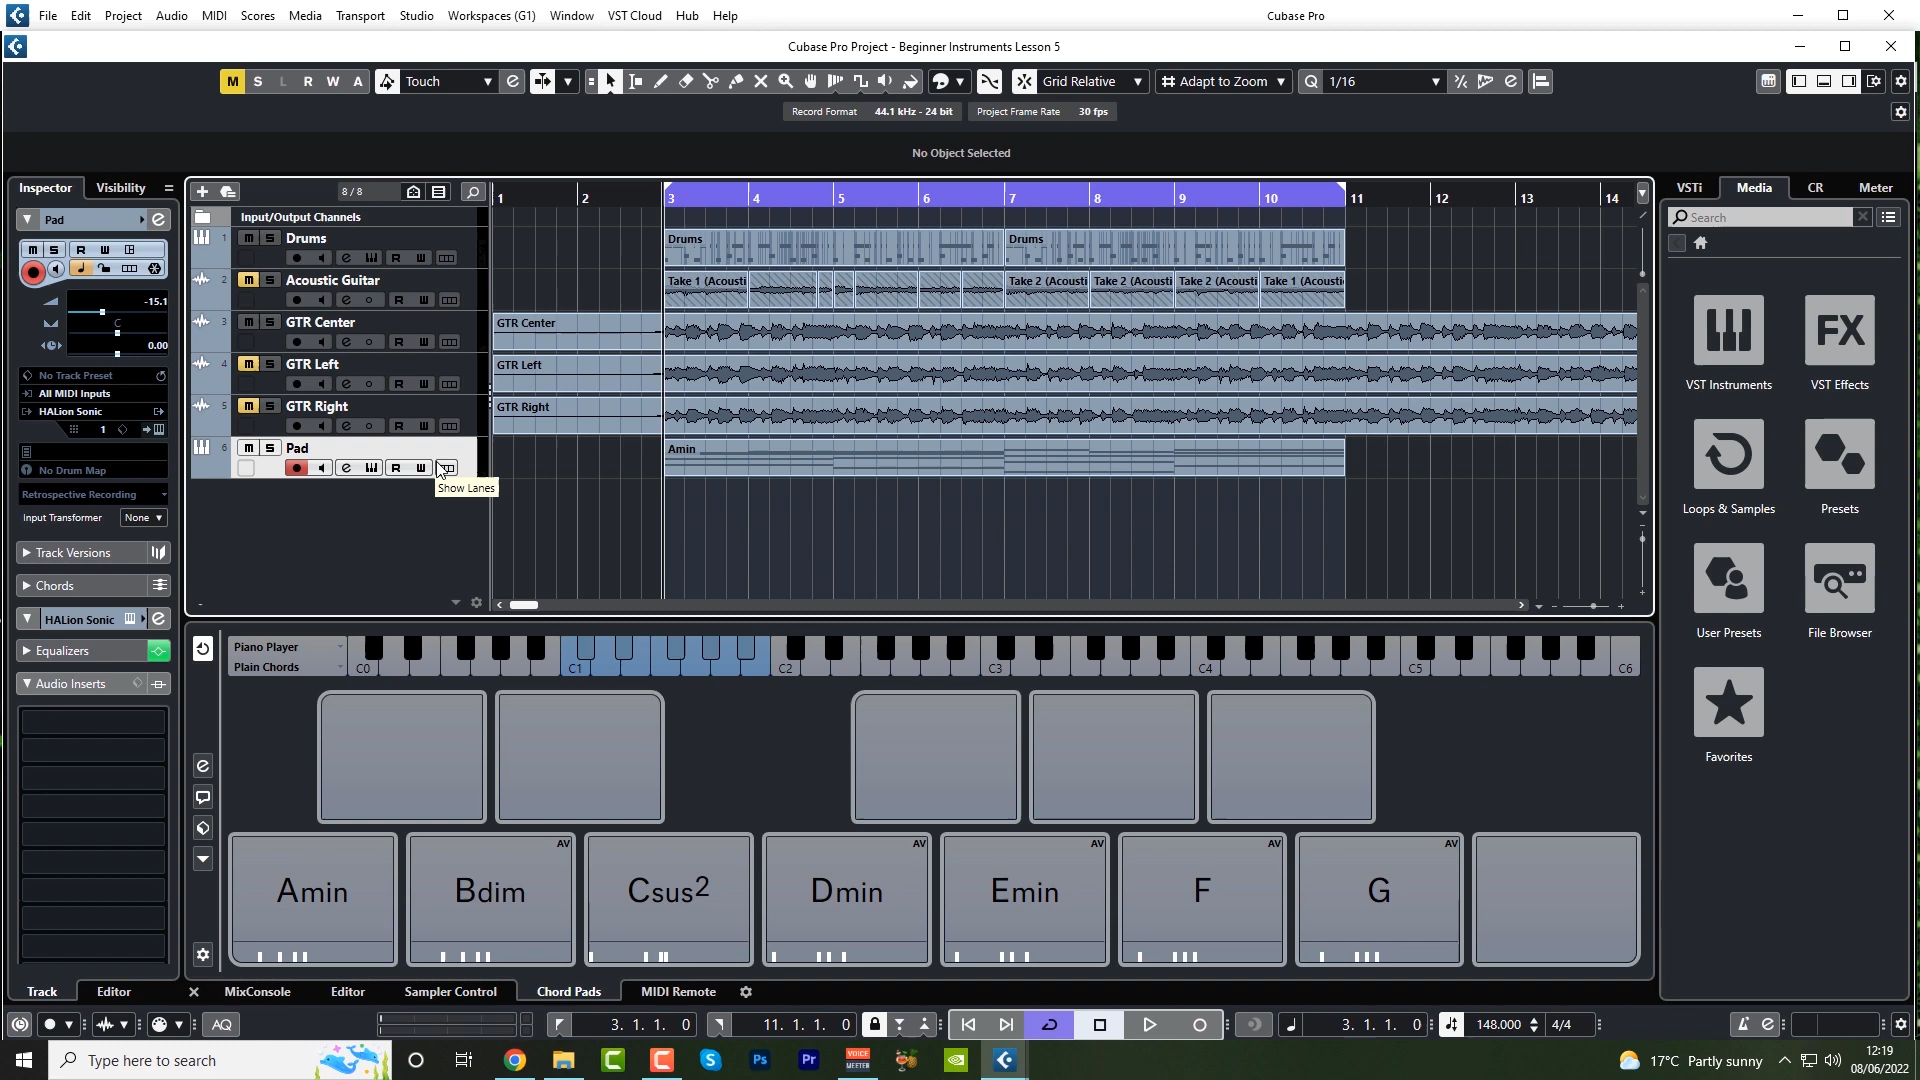 File Edit Project Audio MIDI Scores Media Transport Studio Workspaces (G1) Window VST Cloud Hub Help Cubase Pro
Cubase Pro Project - Beginner Instruments Lesson 5
M S L R W A Touch Grid Relative Adapt to Zoom Q 1/16
Record Format 44.1 kHz - 24 bit Project Frame Rate 30 fps
No Object Selected
Inspector Visibility 8 / 8 1 2 3 4 5 6 7 8 9 10 11 12 13 14 VSTi Media CR Meter
Pad Input/Output Channels Search
1 m S Drums Drums Drums
M S R W R W
2 m S Acoustic Guitar Take 1 (Acousti Take 2 (Acousti Take 2 (Acousti Take 2 (Acousti Take 1 (Acousti
-15.1 R W
C 3 m S GTR Center GTR Center
0.00 R W
4 m S GTR Left GTR Left
No Track Preset R W VST Instruments VST Effects
All MIDI Inputs
HALion Sonic 5 m S GTR Right GTR Right
1 R W
6 m S Pad Amin
No Drum Map R W
Show Lanes
Retrospective Recording
Input Transformer None Loops & Samples Presets
Track Versions
Chords
HALion Sonic
User Presets File Browser
Equalizers Piano Player
Plain Chords C0 C1 C2 C3 C4 C5 C6
Audio Inserts
Favorites
AV AV AV AV AV
Amin Bdim Csus2 Dmin Emin F G
Track Editor MixConsole Editor Sampler Control Chord Pads MIDI Remote
AQ 3. 1. 1. 0 11. 1. 1. 0 3. 1. 1. 0 148.000 4/4
Type here to search 17°C Partly sunny 12:19
08/06/2022
FX
Ps
Pr
VOICE
MEETER